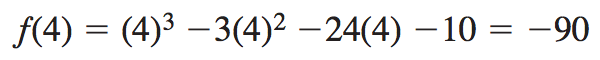 f(4) = (4)³ −3(4)² −24(4) −10 = −90